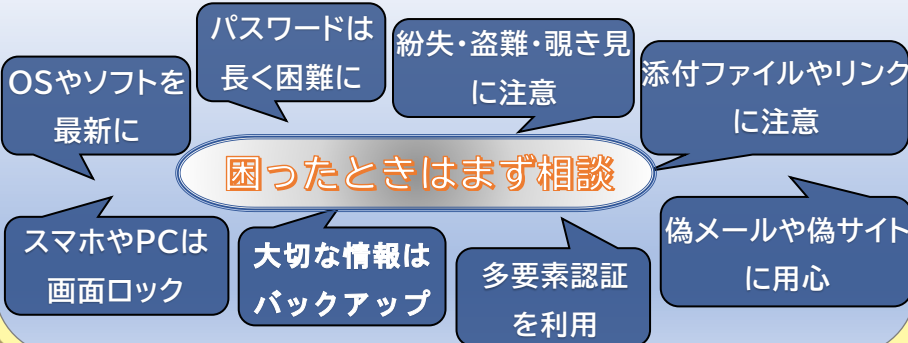 OSやソフトを
最新に
パスワードは
長く困難に
紛失・盗難・覗き見
に注意
添付ファイルやリンク
に注意
困ったときはまず相談
スマホやPCは
画面ロック
大切な情報は
バックアップ
多要素認証
を利用
偽メールや偽サイト
に用心